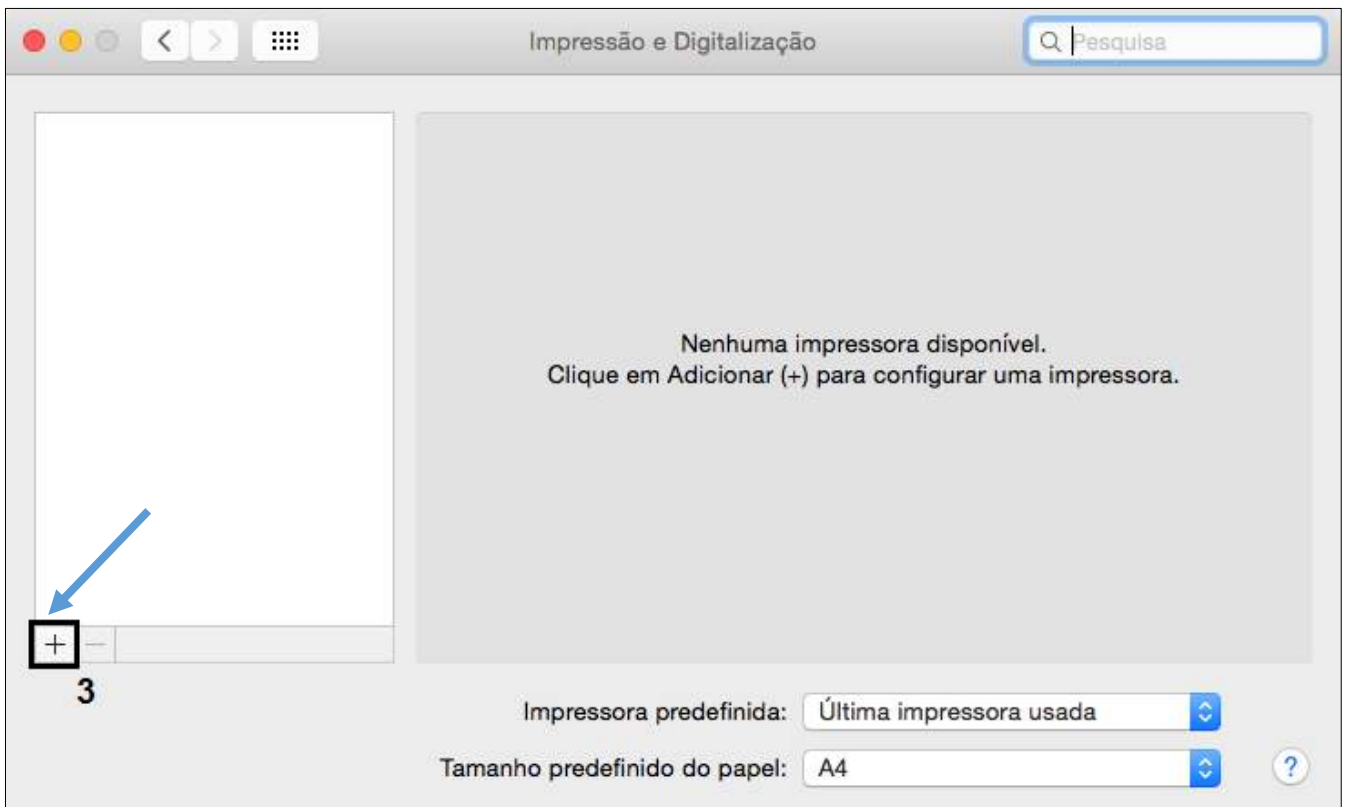 Impressão e Digitalização
Pesquisa
Nenhuma impressora disponível.
Clique em Adicionar (+) para configurar uma impressora.
+ −
3
Impressora predefinida: Última impressora usada
Tamanho predefinido do papel: A4
?